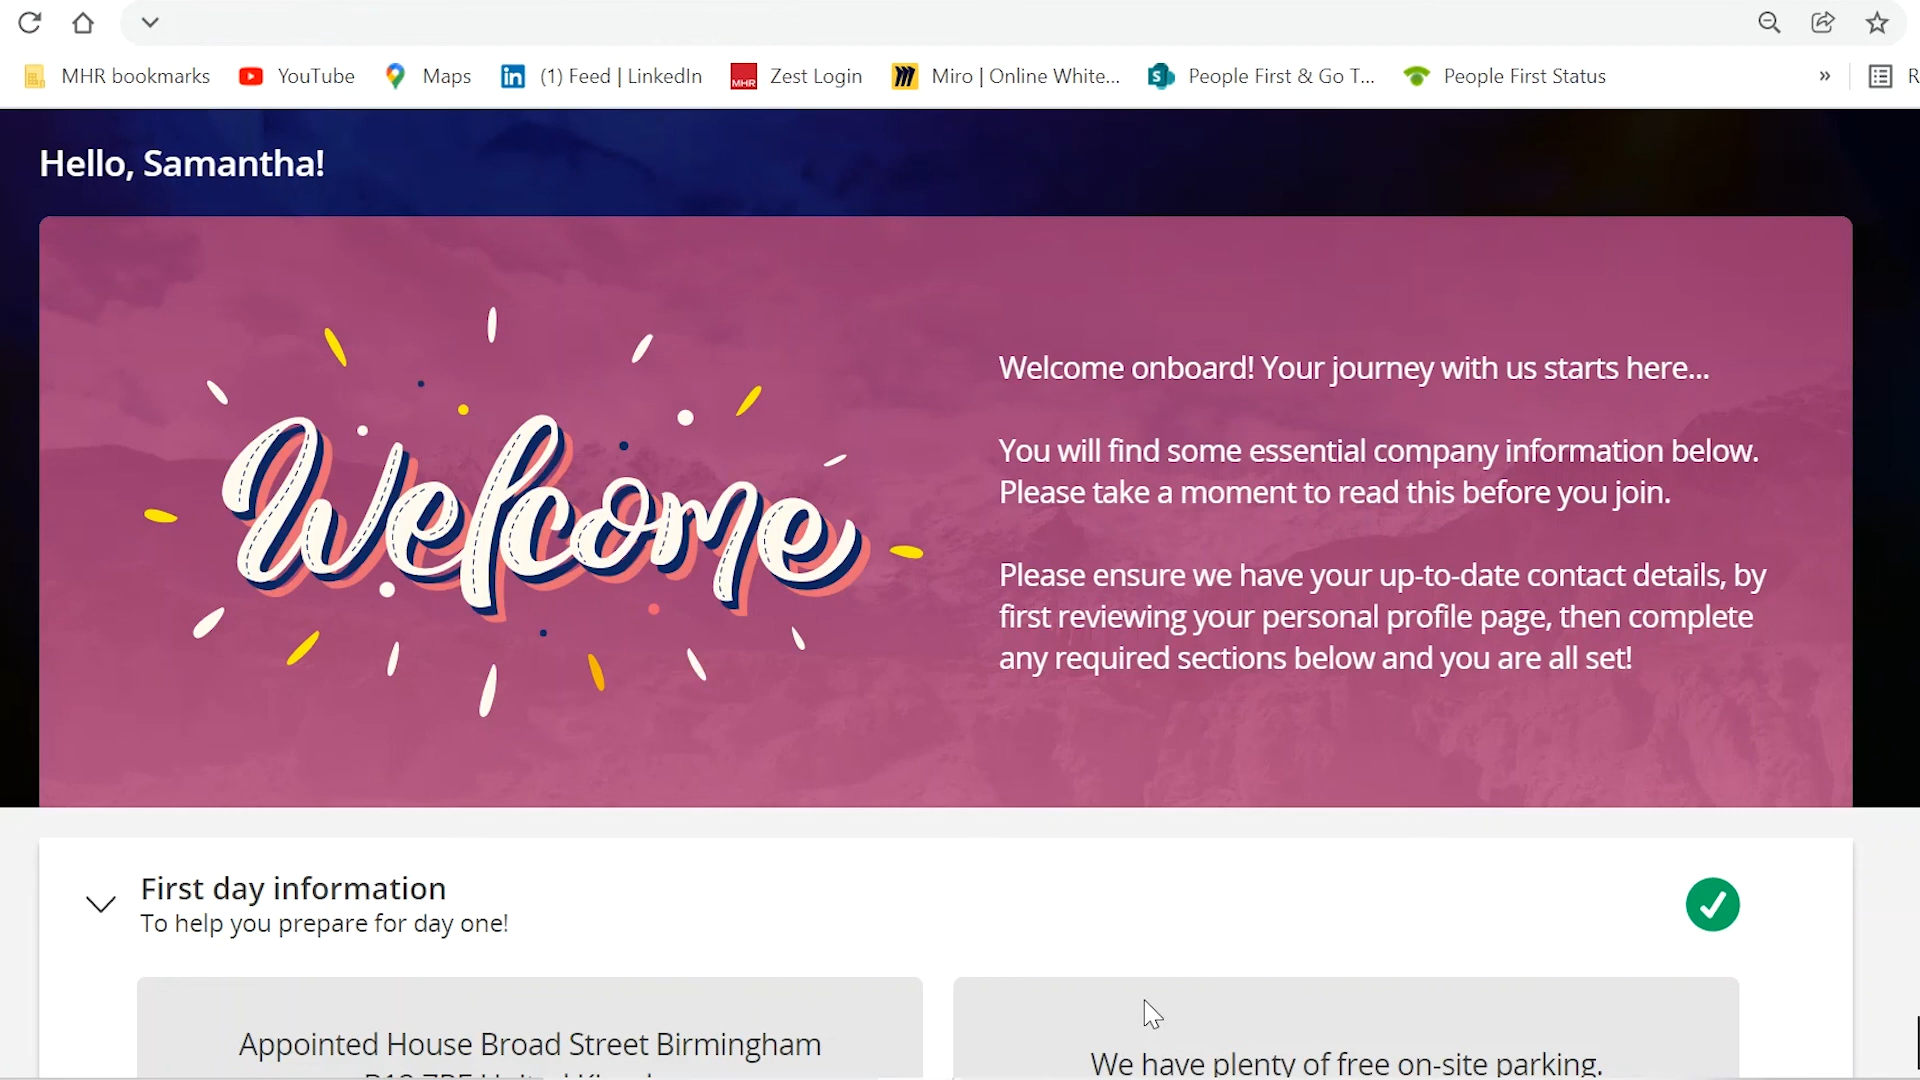 MHR bookmarks YouTube Maps (1) Feed | LinkedIn Zest Login Miro | Online White... People First & Go T... People First Status » R
Hello, Samantha!
Welcome
Welcome onboard! Your journey with us starts here...
You will find some essential company information below.
Please take a moment to read this before you join.
Please ensure we have your up-to-date contact details, by
first reviewing your personal profile page, then complete
any required sections below and you are all set!
First day information
To help you prepare for day one!
Appointed House Broad Street Birmingham
We have plenty of free on-site parking.